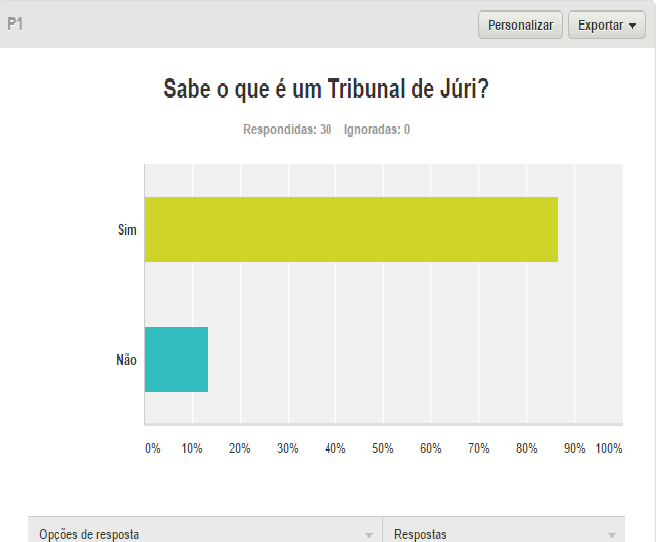 P1
Personalizar Exportar
Sabe o que é um Tribunal de Júri?
Respondidas: 30 Ignoradas: 0
Sim
Não
0% 10% 20% 30% 40% 50% 60% 70% 80% 90% 100%
Opções de resposta Respostas